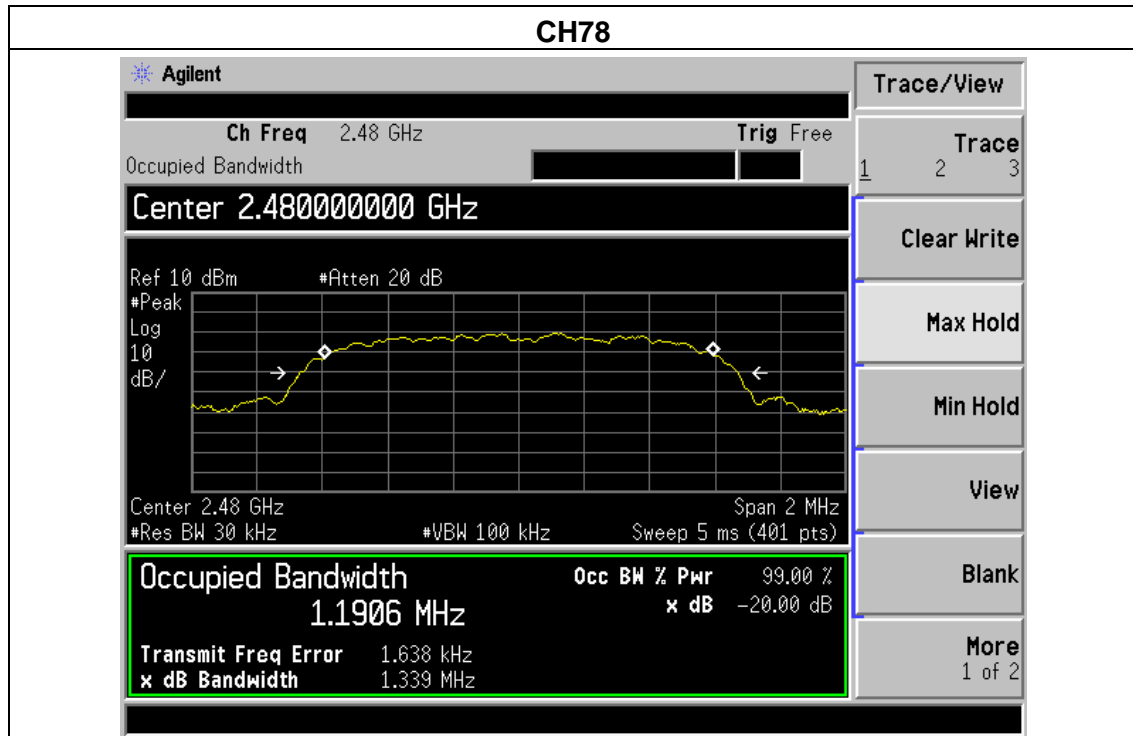 CH78
Agilent
Trace/View
Ch Freq 2.48 GHz Trig Free
Occupied Bandwidth
Trace
1 2 3
Center 2.480000000 GHz
Clear Write
Ref 10 dBm #Atten 20 dB
#Peak
Log
10
dB/
Max Hold
Min Hold
Center 2.48 GHz Span 2 MHz
#Res BW 30 kHz #VBW 100 kHz Sweep 5 ms (401 pts)
View
Occupied Bandwidth Occ BW % Pwr 99.00 %
1.1906 MHz x dB -20.00 dB
Blank
Transmit Freq Error 1.638 kHz
x dB Bandwidth 1.339 MHz
More
1 of 2